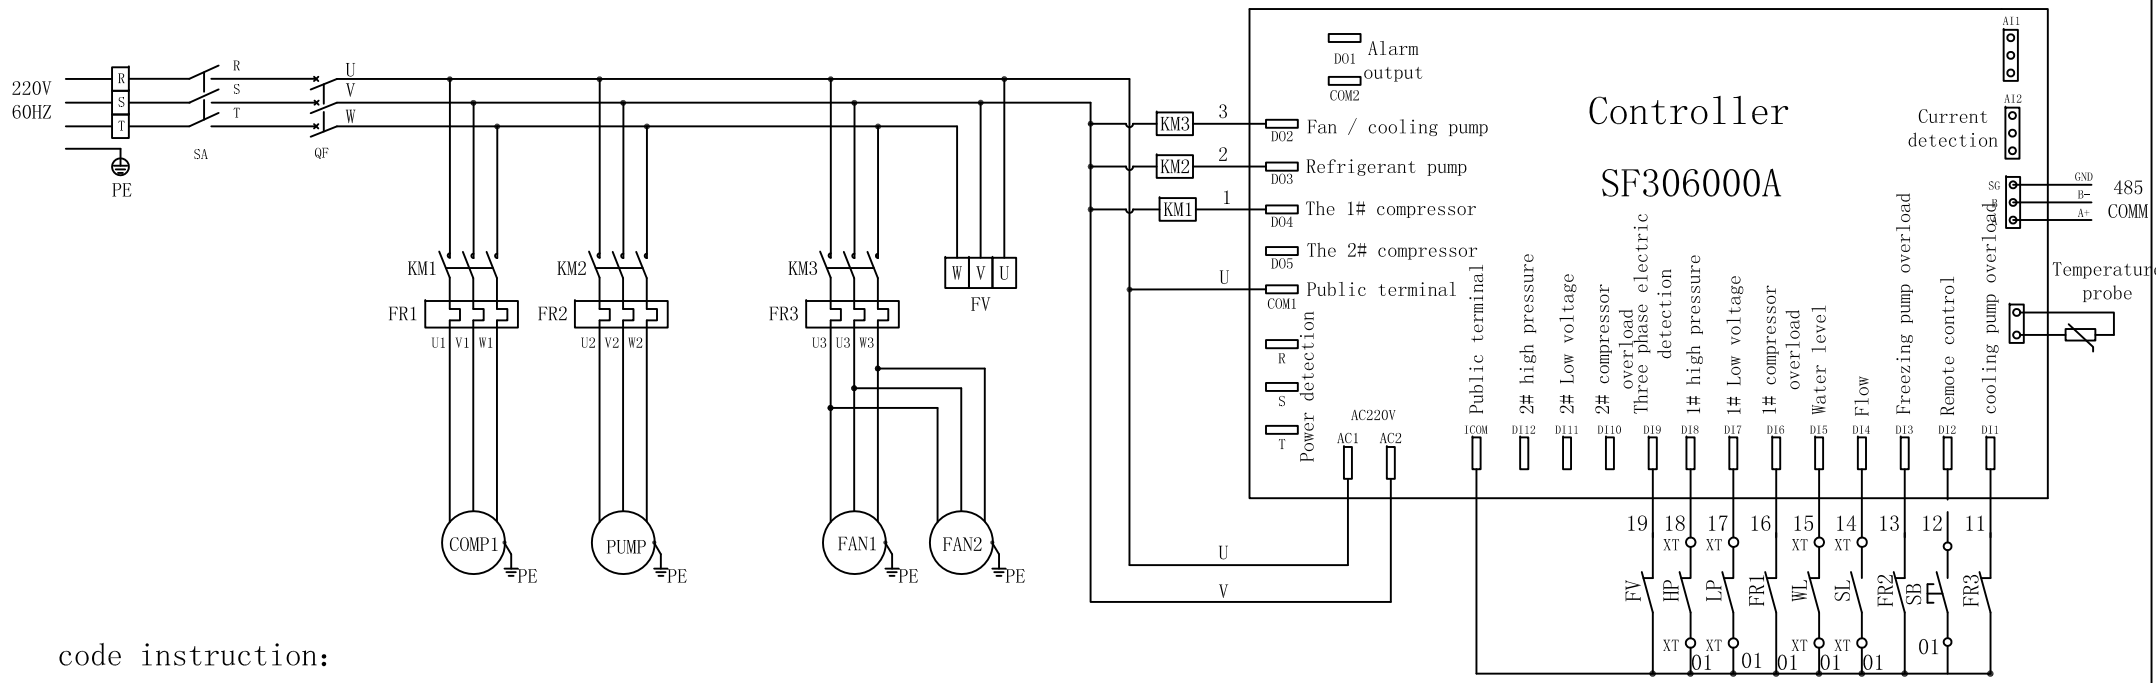 220V
60HZ
R
S
T
PE
R
S
T
SA
QF
U
V
W
KM1
FR1
U1 V1 W1
COMP1
PE
KM2
FR2
U2 V2 W2
PUMP
PE
KM3
FR3
U3 U3 W3
FAN1
PE
FAN2
PE
W V U
FV
KM3 3
KM2 2
KM1 1
U
U
V
DO1
COM2
Alarm
output
DO2 Fan / cooling pump
DO3 Refrigerant pump
DO4 The 1# compressor
DO5 The 2# compressor
COM1 Public terminal
R
S
T
Power detection
AC220V
AC1 AC2
Controller
SF306000A
AI1
AI2
Current
detection
SG
B
A
GND
B-
A+
485
COMM
Temperature
probe
Public terminal
2# high pressure
2# Low voltage
2# compressor
overload
Three phase electric
detection
1# high pressure
1# Low voltage
1# compressor
overload
Water level
Flow
Freezing pump overload
Remote control
cooling pump overload
ICOM DI12 DI11 DI10 DI9 DI8 DI7 DI6 DI5 DI4 DI3 DI2 DI1
19 18 17 16 15 14 13 12 11
XT XT XT XT
FV HP LP FR1 WL SL FR2 SB FR3
XT XT XT XT
01 01 01 01 01 01
code instruction: